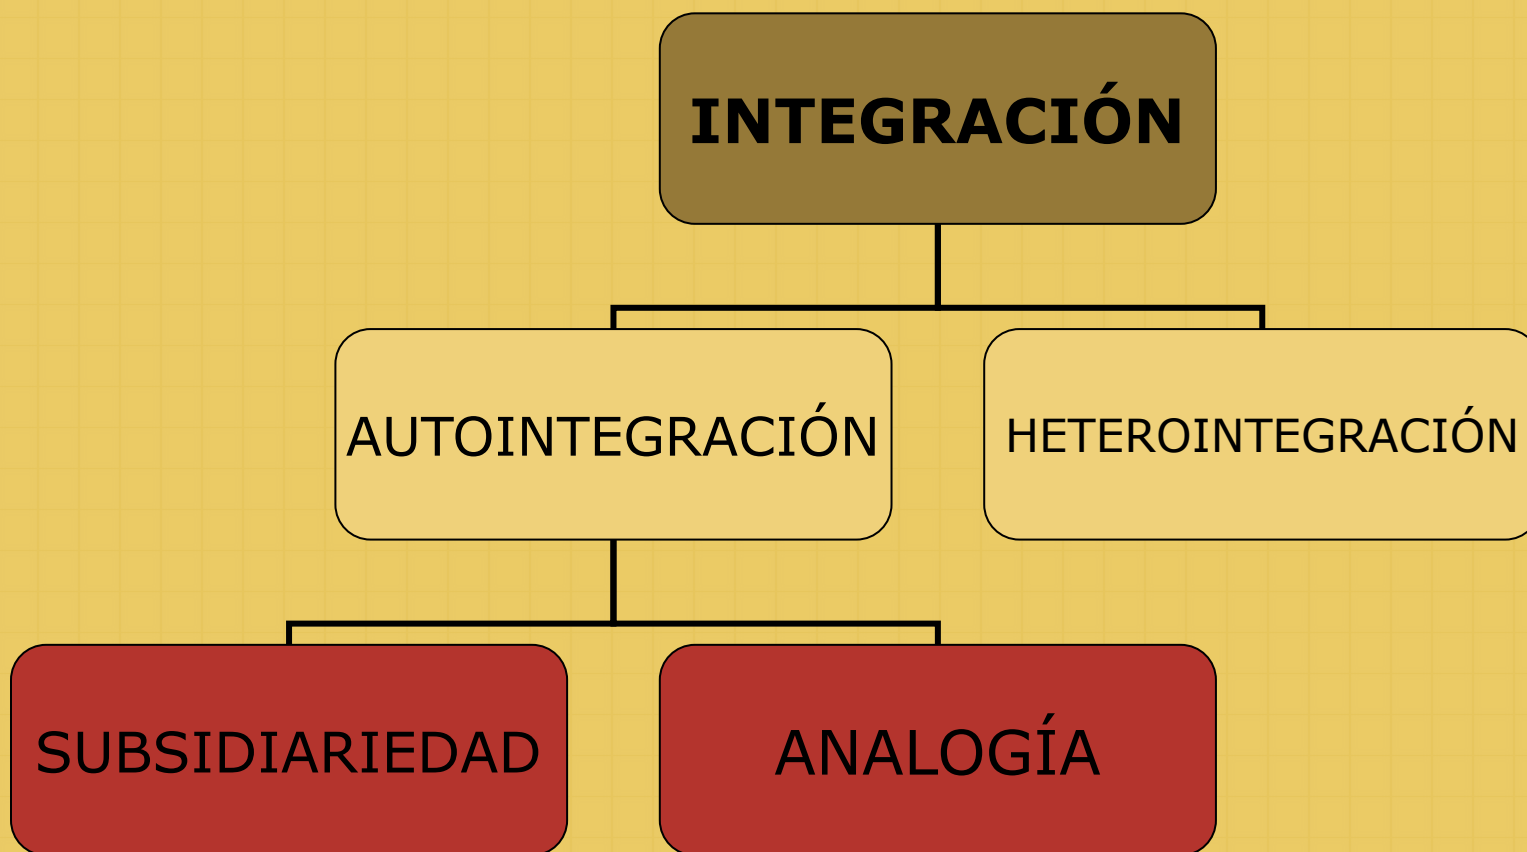 INTEGRACIÓN
AUTOINTEGRACIÓN
HETEROINTEGRACIÓN
SUBSIDIARIEDAD
ANALOGÍA